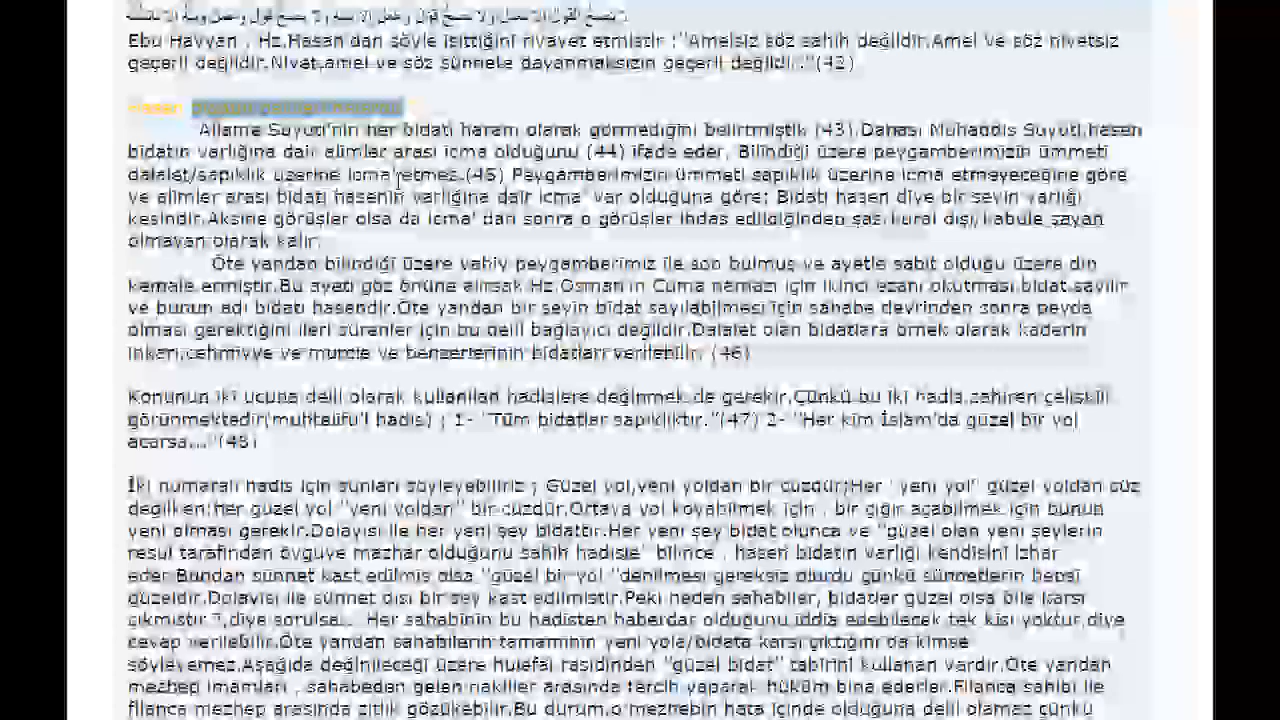 Ebu Hayyan , Hz.Hasan'dan şöyle işittiğini rivayet etmiştir :"Amelsiz söz sahih değildir.Amel ve söz niyetsiz
geçerli değildir.Niyat,amel ve söz sünnete dayanmaksızın geçerli değildi..."(42)
Hasen
Allame Suyuti'nin her bidatı haram olarak görmediğini belirtmiştik (43).Dahası Muhaddis Suyuti,hasen
bidatın varlığına dair alimler arası icma olduğunu (44) ifade eder. Bilindiği üzere peygamberimizin ümmeti
dalalet/sapıklık üzerine icma'etmez.(45) Peygamberimizin ümmeti sapıklık üzerine icma etmeyeceğine göre
ve alimler arası bidatı hasenin varlığına dair icma' var olduğuna göre; Bidatı hasen diye bir şeyin varlığı
kesindir.Aksine görüşler olsa da icma' dan sonra o görüşler ihdas edildiğinden şas/kural dışı/kabule şayan
olmayan olarak kalır.
Öte yandan bilindiği üzere vahiy peygamberimiz ile son bulmuş ve ayetle sabit olduğu üzere din
kemale ermiştir.Bu ayeti göz önüne alırsak Hz.Osman'ın Cuma namazı için ikinci ezanı okutması bidat sayılır
ve bunun adı bidatı hasendir.Öte yandan bir şeyin bidat sayılabilmesi için sahabe devrinden sonra peyda
olması gerektiğini ileri sürenler için bu delil bağlayıcı değildir.Dalalet olan bidatlara örnek olarak kaderin
inkarı,cehmiyye ve murcie ve benzerlerinin bidatları verilebilir. (46)
Konunun iki ucuna delil olarak kullanılan hadislere değinmek de gerekir.Çünkü bu iki hadis zahiren çelişkili
görünmektedir(muhtelifu'l hadis) ; 1- "Tüm bidatlar sapıklıktır."(47) 2- "Her kim İslam'da güzel bir yol
açarsa..."(48)
İki numaralı hadis için şunları söyleyebiliriz ; Güzel yol,yeni yoldan bir cüzdür;Her "yeni yol" güzel yoldan cüz
değilken;her güzel yol "yeni yoldan" bir cüzdür.Ortaya yol koyabilmek için , bir çığır açabilmek için bunun
yeni olması gerekir.Dolayısı ile her yeni şey bidattır.Her yeni şey bidat olunca ve "güzel olan yeni şeylerin
resul tarafından övgüye mazhar olduğunu sahih hadisle" bilince , hasen bidatın varlığı kendisini izhar
eder.Bundan sünnet kast edilmiş olsa "güzel bir yol "denilmesi gereksiz olurdu çünkü sünnetlerin hepsi
güzeldir.Dolayısı ile sünnet dışı bir şey kast edilmiştir.Peki neden sahabiler, bidatler güzel olsa bile karşı
çıkmıştır ?,diye sorulsa... Her sahabinin bu hadisten haberdar olduğunu iddia edebilecek tek kişi yoktur,diye
cevap verilebilir.Öte yandan sahabilerin tamamının yeni yola/bidata karşı çıktığını da kimse
söyleyemez.Aşağıda değinileceği üzere hulefai raşidinden "güzel bidat" tabirini kullanan vardır.Öte yandan
mezhep imamları , sahabeden gelen nakiller arasında tercih yaparak hüküm bina ederler.Filanca sahibi ile
filanca mezhep arasında zıtlık gözükebilir.Bu durum,o mezhebin hata içinde olduğuna delil olamaz çünkü